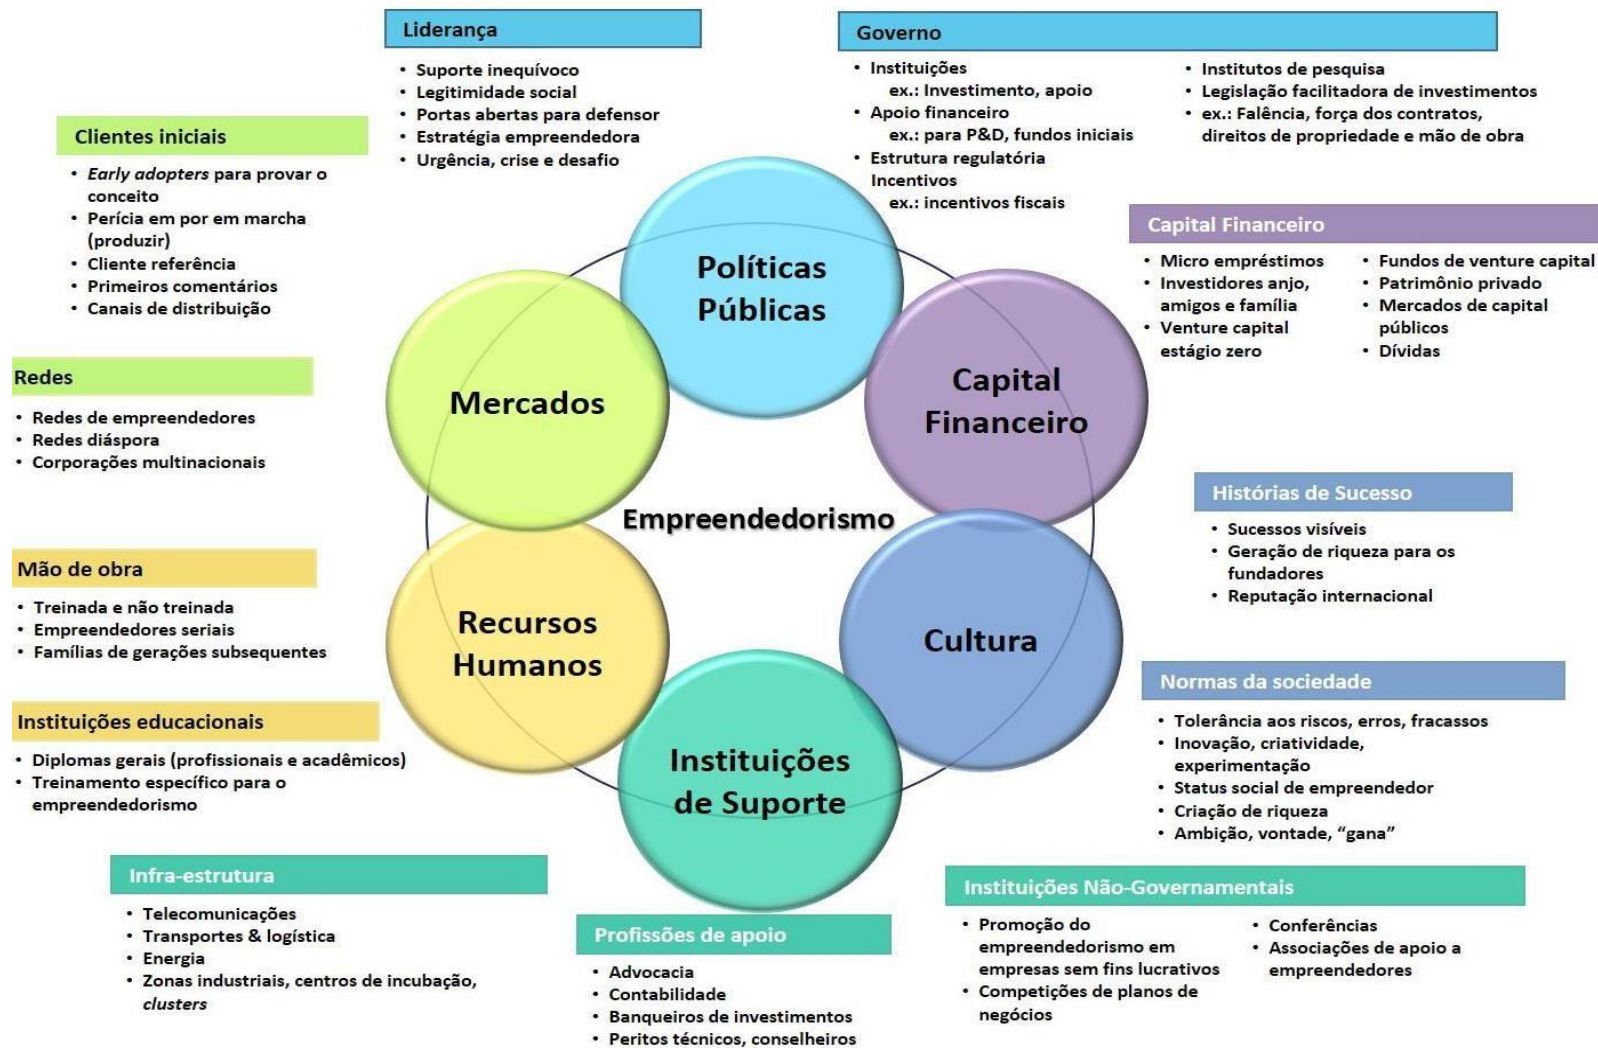 Liderança
• Suporte inequívoco
• Legitimidade social
• Portas abertas para defensor
• Estratégia empreendedora
• Urgência, crise e desafio
Governo
• Instituições
ex.: Investimento, apoio
• Apoio financeiro
ex.: para P&D, fundos iniciais
• Estrutura regulatória
Incentivos
ex.: incentivos fiscais
• Institutos de pesquisa
• Legislação facilitadora de investimentos
• ex.: Falência, força dos contratos,
direitos de propriedade e mão de obra
Clientes iniciais
• Early adopters para provar o
conceito
• Perícia em por em marcha
(produzir)
• Cliente referência
• Primeiros comentários
• Canais de distribuição
Capital Financeiro
• Micro empréstimos
• Investidores anjo,
amigos e família
• Venture capital
estágio zero
• Fundos de venture capital
• Patrimônio privado
• Mercados de capital
públicos
• Dívidas
Políticas
Públicas
Mercados
Capital
Financeiro
Redes
• Redes de empreendedores
• Redes diáspora
• Corporações multinacionais
Empreendedorismo
Histórias de Sucesso
• Sucessos visíveis
• Geração de riqueza para os
fundadores
• Reputação internacional
Mão de obra
• Treinada e não treinada
• Empreendedores seriais
• Famílias de gerações subsequentes
Recursos
Humanos
Cultura
Normas da sociedade
• Tolerância aos riscos, erros, fracassos
• Inovação, criatividade,
experimentação
• Status social de empreendedor
• Criação de riqueza
• Ambição, vontade, “gana”
Instituições educacionais
• Diplomas gerais (profissionais e acadêmicos)
• Treinamento específico para o
empreendedorismo
Instituições
de Suporte
Infra-estrutura
• Telecomunicações
• Transportes & logística
• Energia
• Zonas industriais, centros de incubação,
clusters
Profissões de apoio
• Advocacia
• Contabilidade
• Banqueiros de investimentos
• Peritos técnicos, conselheiros
Instituições Não-Governamentais
• Promoção do
empreendedorismo em
empresas sem fins lucrativos
• Competições de planos de
negócios
• Conferências
• Associações de apoio a
empreendedores